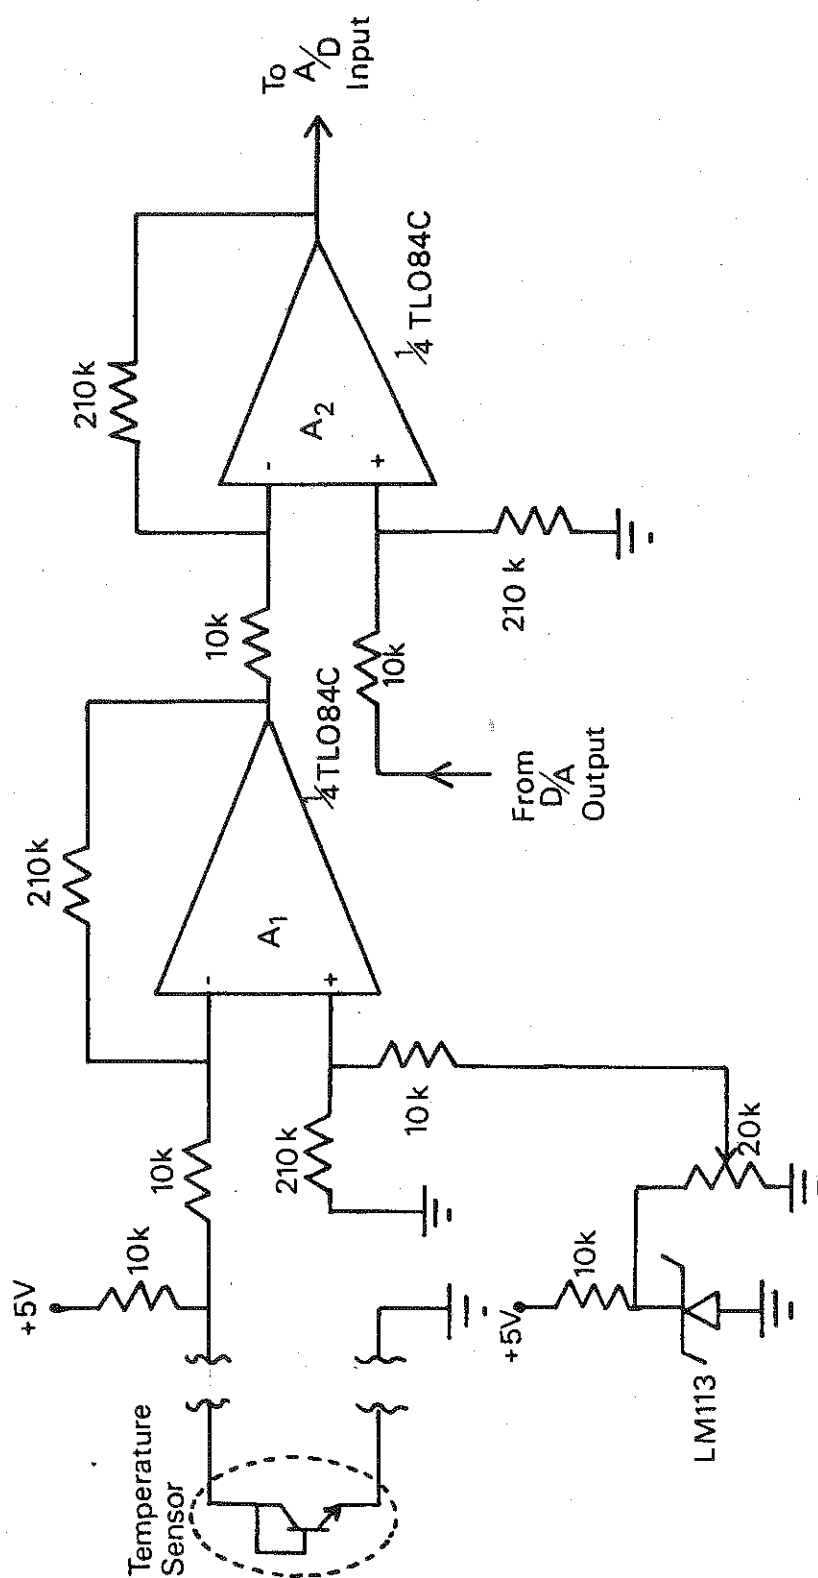 Temperature
Sensor
+5V
10k
10k
210k
-
+
A1
210k
10k
1/4 TL084C
10k
210k
-
+
A2
1/4 TL084C
To
A/D
Input
10k
From
D/A
Output
210 k
+5V
10k
20k
LM113